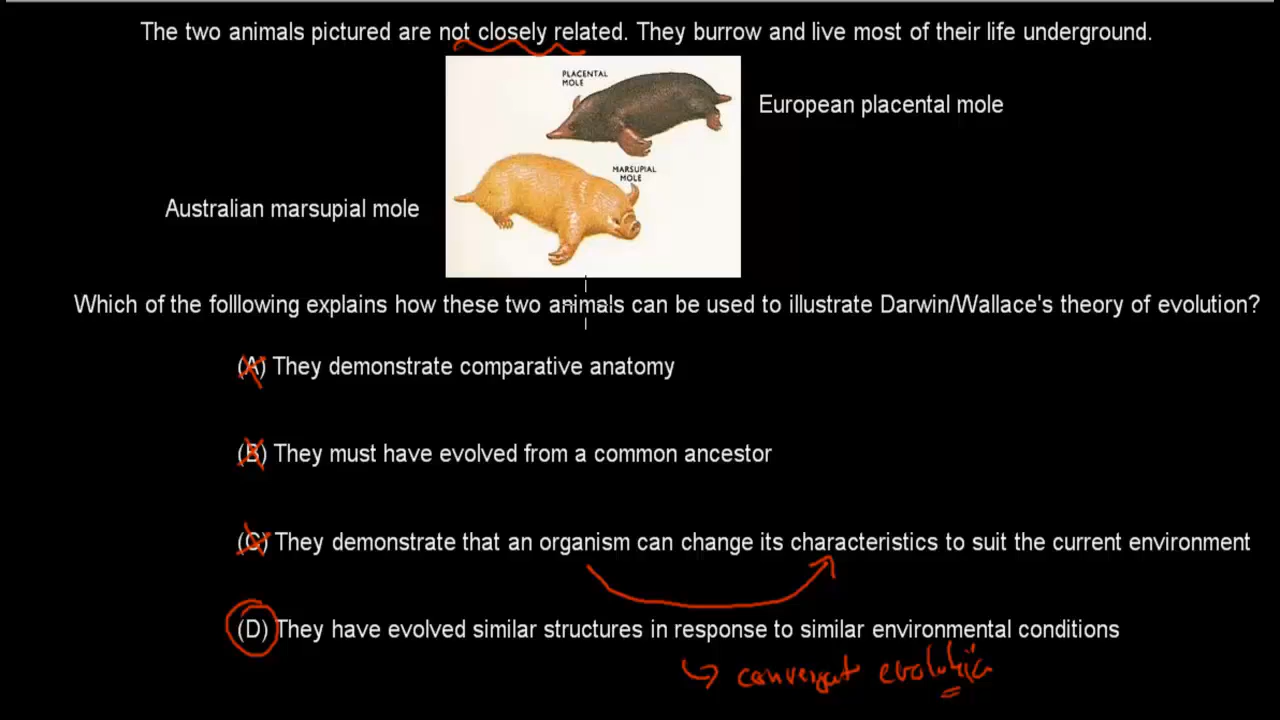 The two animals pictured are not closely related. They burrow and live most of their life underground.
PLACENTAL
MOLE
European placental mole
MARSUPIAL
MOLE
Australian marsupial mole
Which of the folllowing explains how these two animals can be used to illustrate Darwin/Wallace's theory of evolution?
(A) They demonstrate comparative anatomy
(B) They must have evolved from a common ancestor
(C) They demonstrate that an organism can change its characteristics to suit the current environment
(D) They have evolved similar structures in response to similar environmental conditions
convergent evolution